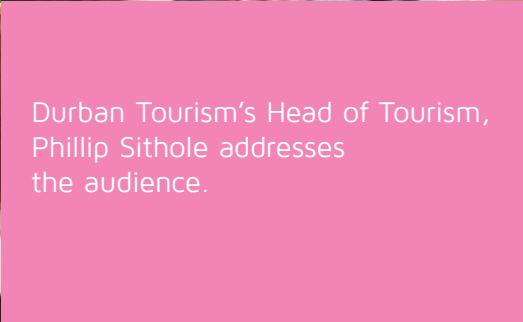 Durban Tourism’s Head of Tourism,
Phillip Sithole addresses
the audience.